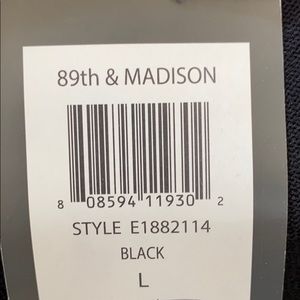 89th & MADISON
8 08594 11930 2
STYLE E1882114
BLACK
L